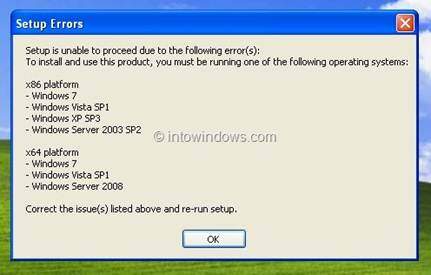 Setup Errors
Setup is unable to proceed due to the following error(s):
To install and use this product, you must be running one of the following operating systems:
x86 platform
- Windows 7
- Windows Vista SP1
- Windows XP SP3
- Windows Server 2003 SP2
© intowindows.com
x64 platform
- Windows 7
- Windows Vista SP1
- Windows Server 2008
Correct the issue(s) listed above and re-run setup.
OK